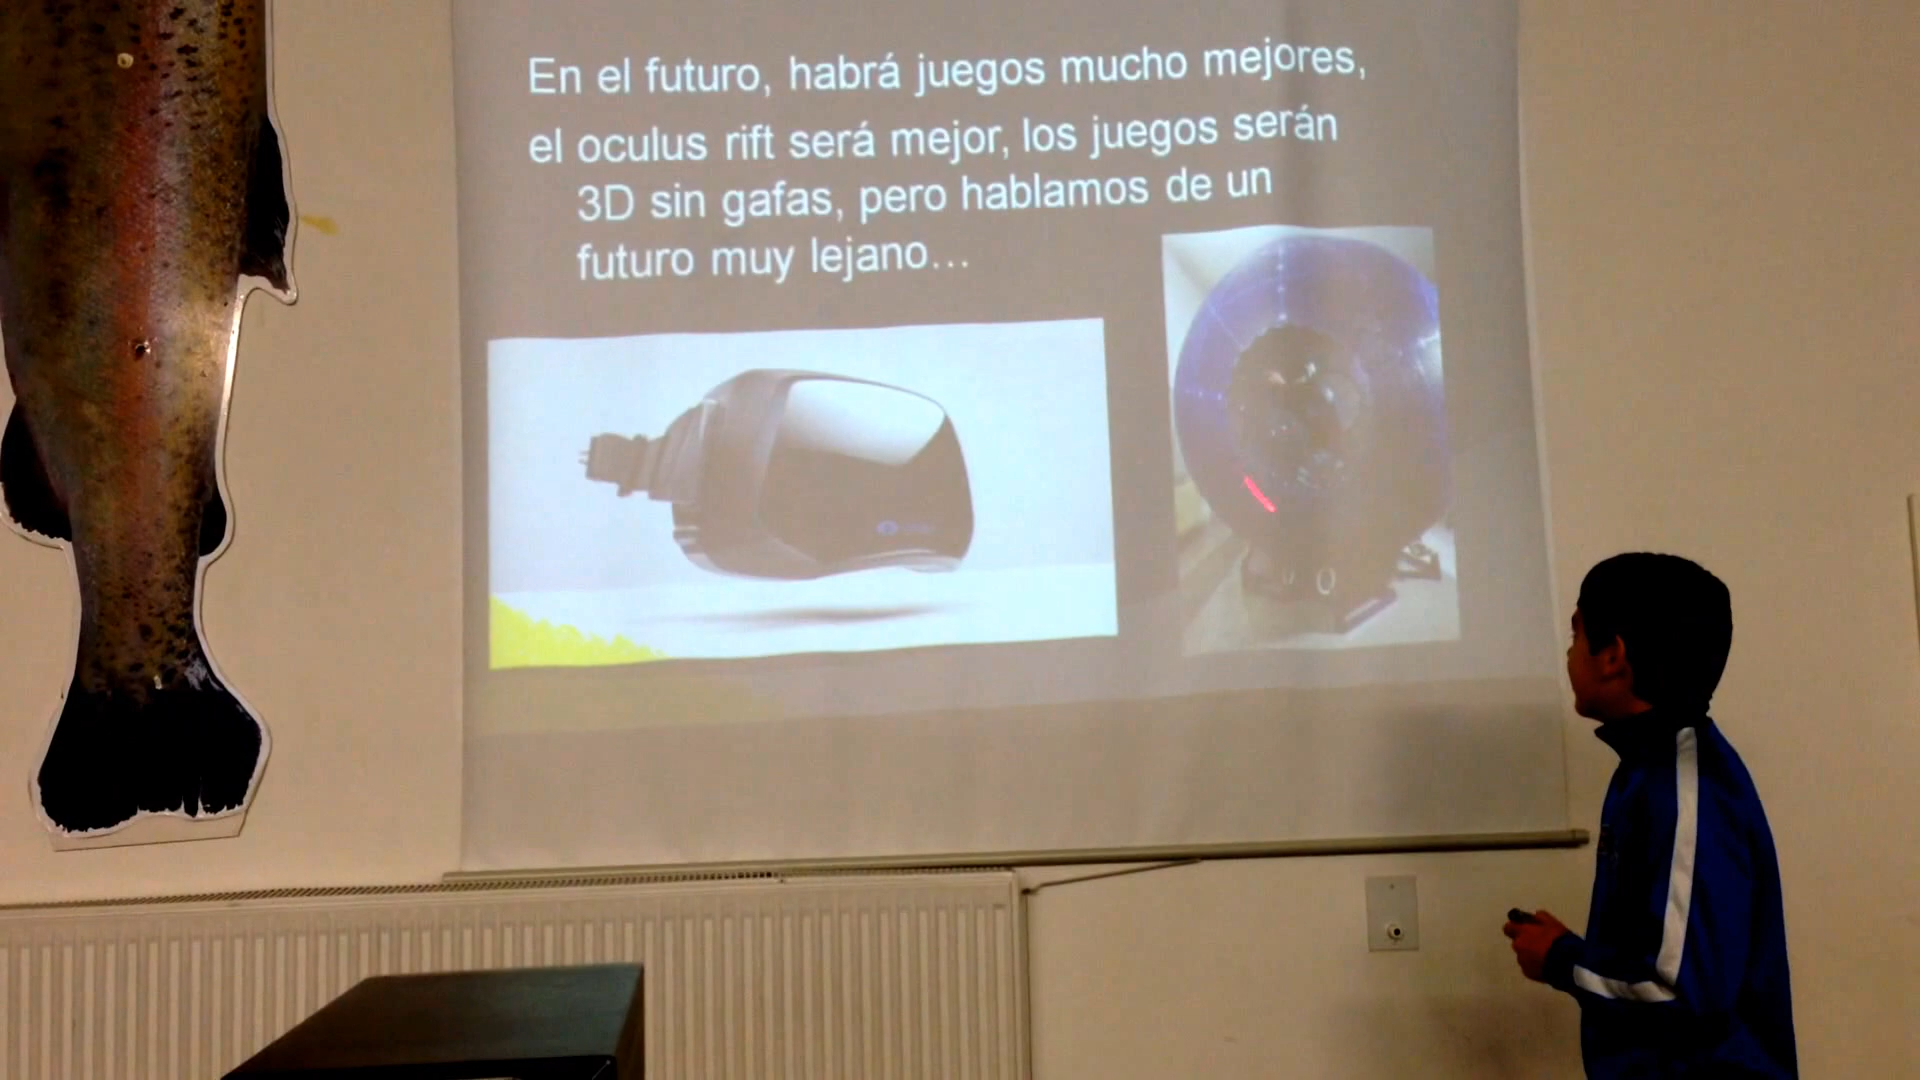 En el futuro, habrá juegos mucho mejores,
el oculus rift será mejor, los juegos serán
3D sin gafas, pero hablamos de un
futuro muy lejano…